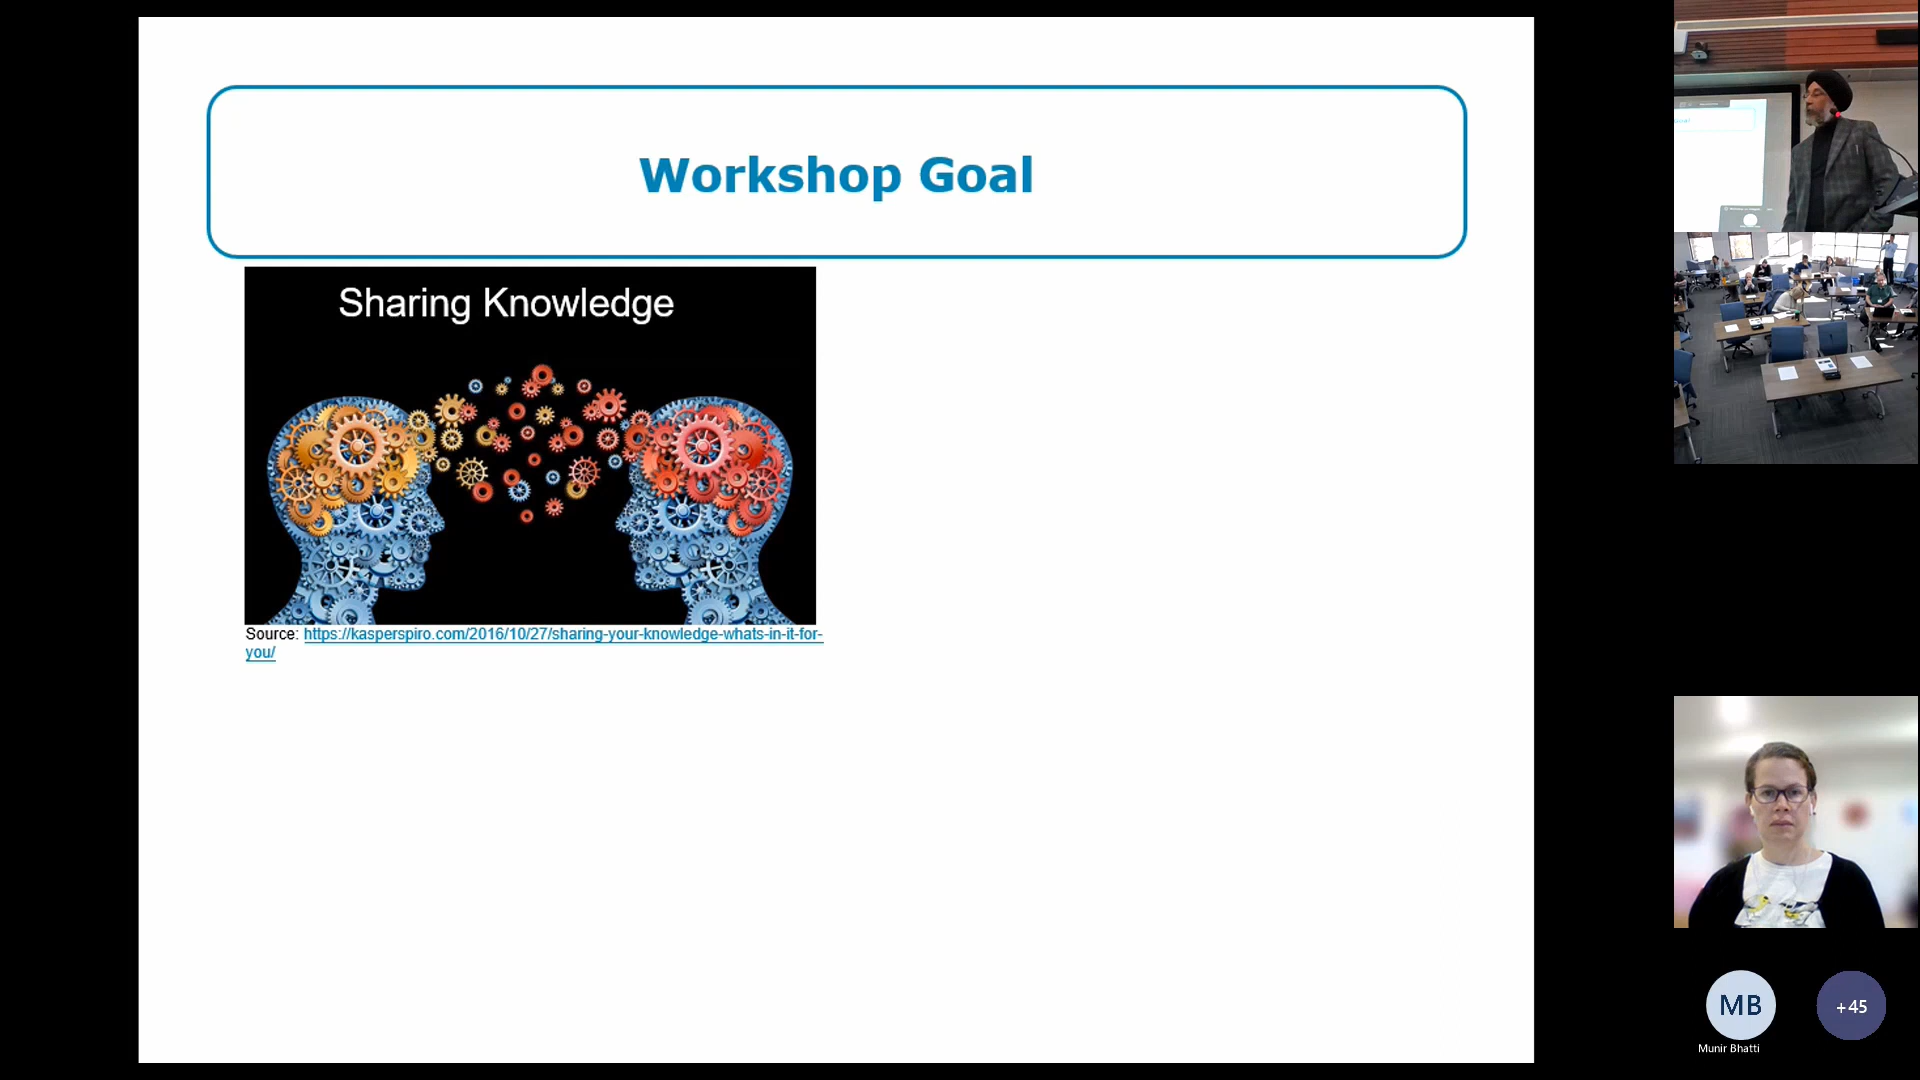 Workshop Goal
Sharing Knowledge
Source: https://kasperspiro.com/2016/10/27/sharing-your-knowledge-whats-in-it-for-
you/
MB
+45
Munir Bhatti